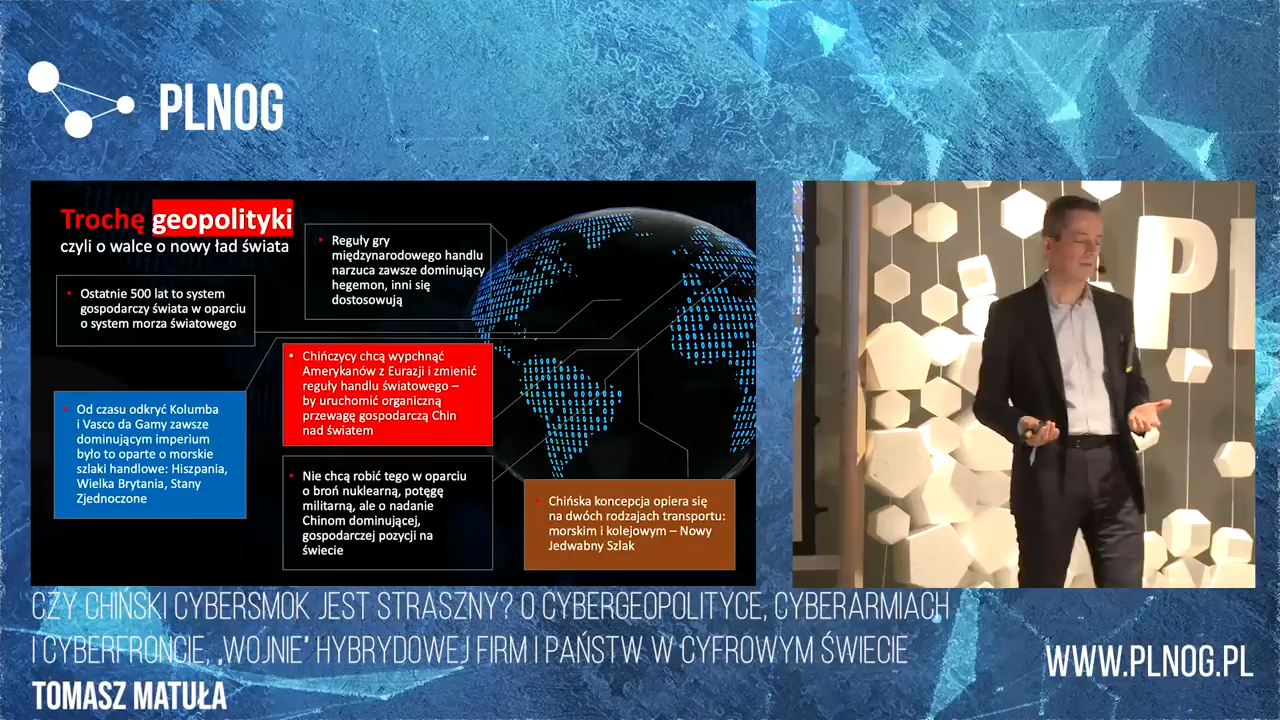 PLNOG
Trochę geopolityki
czyli o walce o nowy ład świata
Reguły gry
międzynarodowego handlu
narzuca zawsze dominujący
hegemon, inni się
dostosowują
Ostatnie 500 lat to system
gospodarczy świata w oparciu
o system morza światowego
Chińczycy chcą wypchnąć
Amerykanów z Eurazji i zmienić
reguły handlu światowego –
by uruchomić organiczną
przewagę gospodarczą Chin
nad światem
Od czasu odkryć Kolumba
i Vasco da Gamy zawsze
dominującym imperium
było to oparte o morskie
szlaki handlowe: Hiszpania,
Wielka Brytania, Stany
Zjednoczone
Nie chcą robić tego w oparciu
o broń nuklearną, potęgę
militarną, ale o nadanie
Chinom dominującej,
gospodarczej pozycji na
świecie
Chińska koncepcja opiera się
na dwóch rodzajach transportu:
morskim i kolejowym – Nowy
Jedwabny Szlak
CZY CHIŃSKI CYBERSMOK JEST STRASZNY? O CYBERGEOPOLITYCE, CYBERARMIACH
I CYBERFRONCIE, „WOJNIE" HYBRYDOWEJ FIRM I PAŃSTW W CYFROWYM ŚWIECIE
TOMASZ MATUŁA
WWW.PLNOG.PL